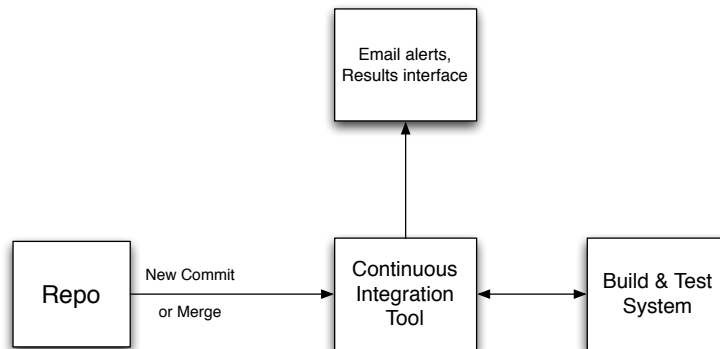 Email alerts,
Results interface
Repo
New Commit
or Merge
Continuous
Integration
Tool
Build & Test
System